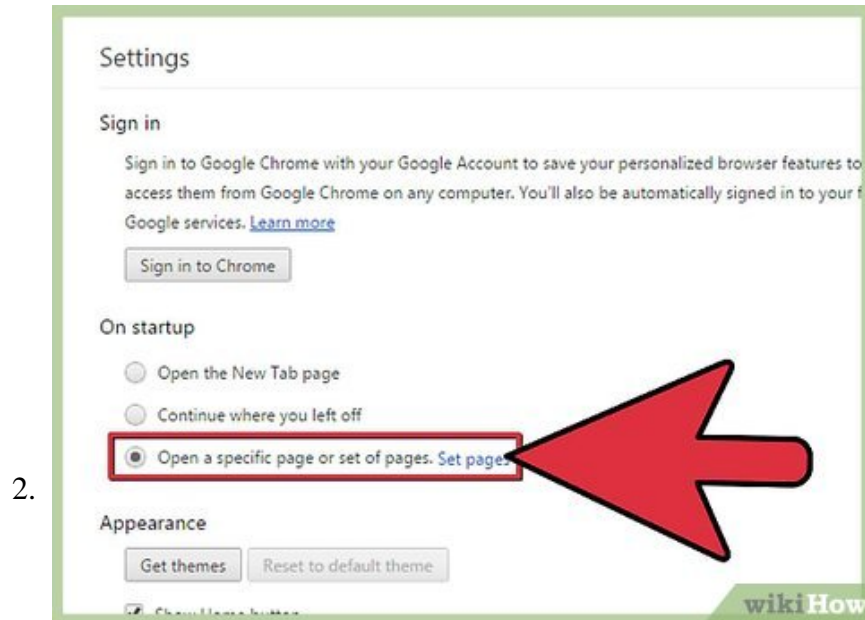 Settings
Sign in
Sign in to Google Chrome with your Google Account to save your personalized browser features to
access them from Google Chrome on any computer. You'll also be automatically signed in to your
Google services. Learn more
Sign in to Chrome
On startup
Open the New Tab page
Continue where you left off
Open a specific page or set of pages. Set pages
2.
Appearance
Get themes Reset to default theme
Show Home button
wikiHow